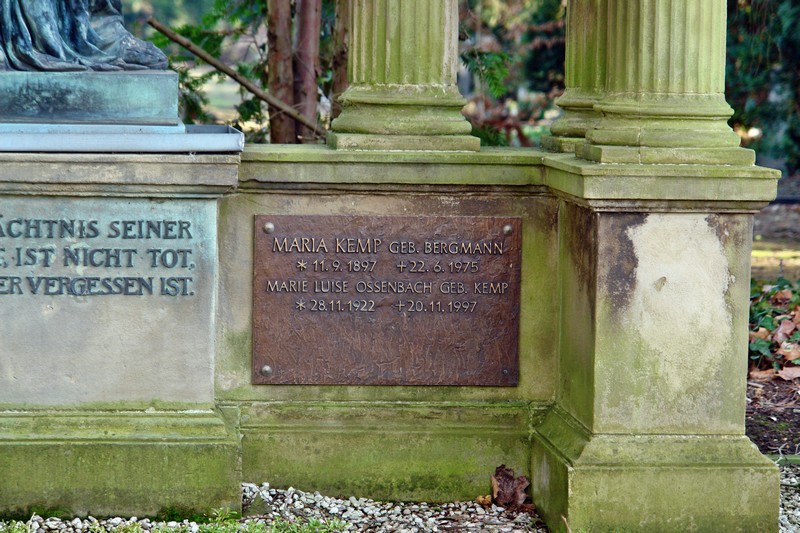 ÄCHTNIS SEINER
, IST NICHT TOT,
ER VERGESSEN IST.
MARIA KEMP GEB. BERGMANN
*11.9.1897 +22.6.1975
MARIE LUISE OSSENBACH GEB. KEMP
*28.11.1922 +20.11.1997